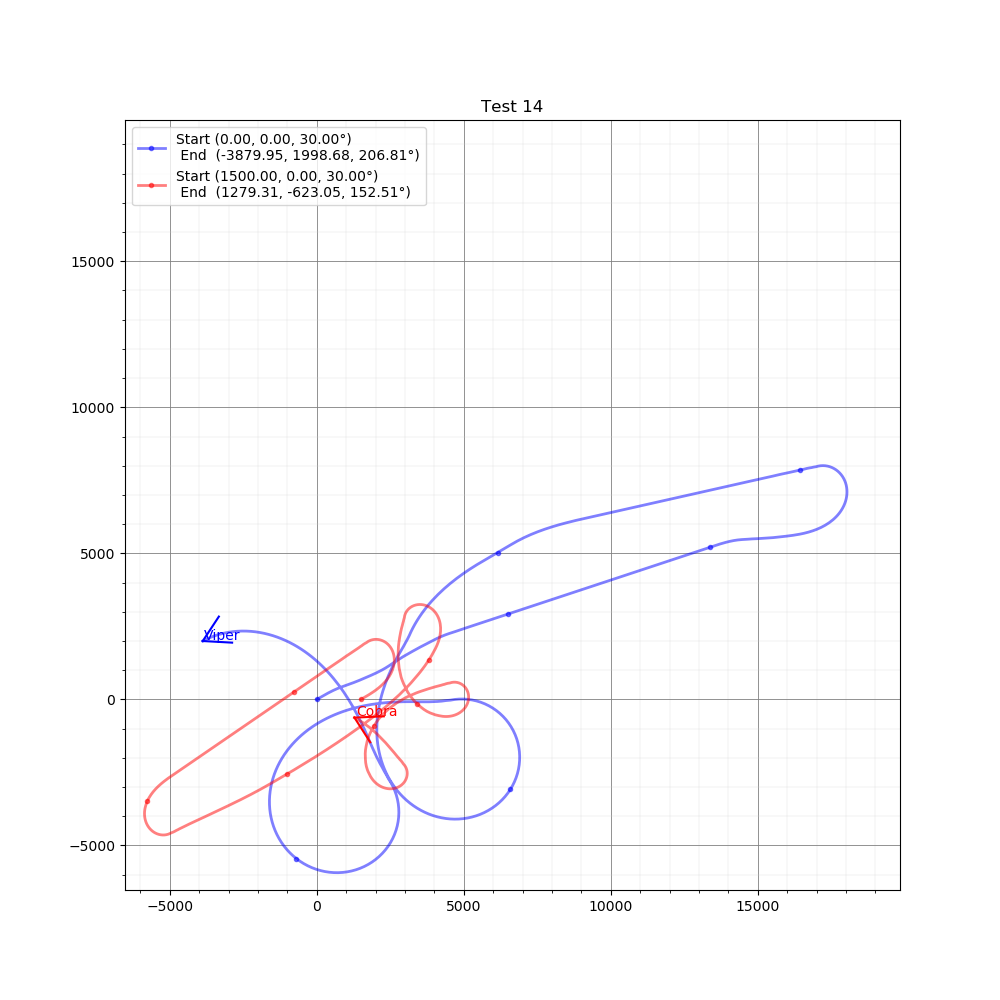 Test 14
Start (0.00, 0.00, 30.00°)
End (-3879.95, 1998.68, 206.81°)
Start (1500.00, 0.00, 30.00°)
End (1279.31, -623.05, 152.51°)
15000
10000
5000
0
−5000
Viper
Cobra
−5000 0 5000 10000 15000